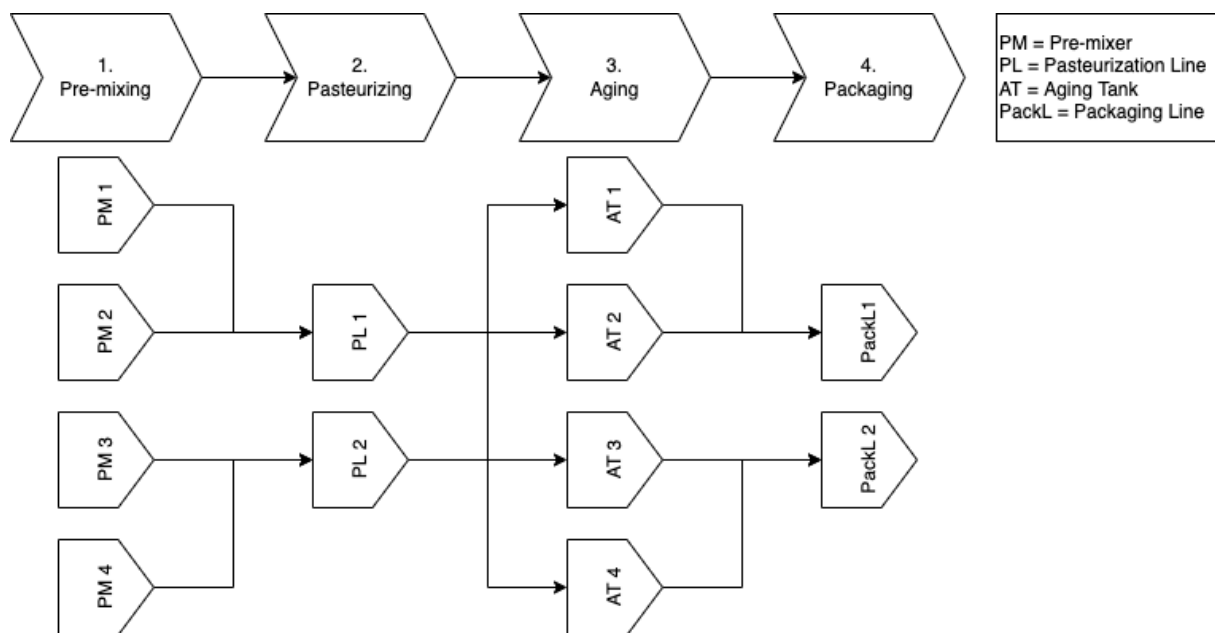 1.
Pre-mixing
2.
Pasteurizing
3.
Aging
4.
Packaging
PM = Pre-mixer
PL = Pasteurization Line
AT = Aging Tank
PackL = Packaging Line
PM 1
AT 1
PM 2
PL 1
AT 2
PackL1
PM 3
PL 2
AT 3
PackL 2
PM 4
AT 4